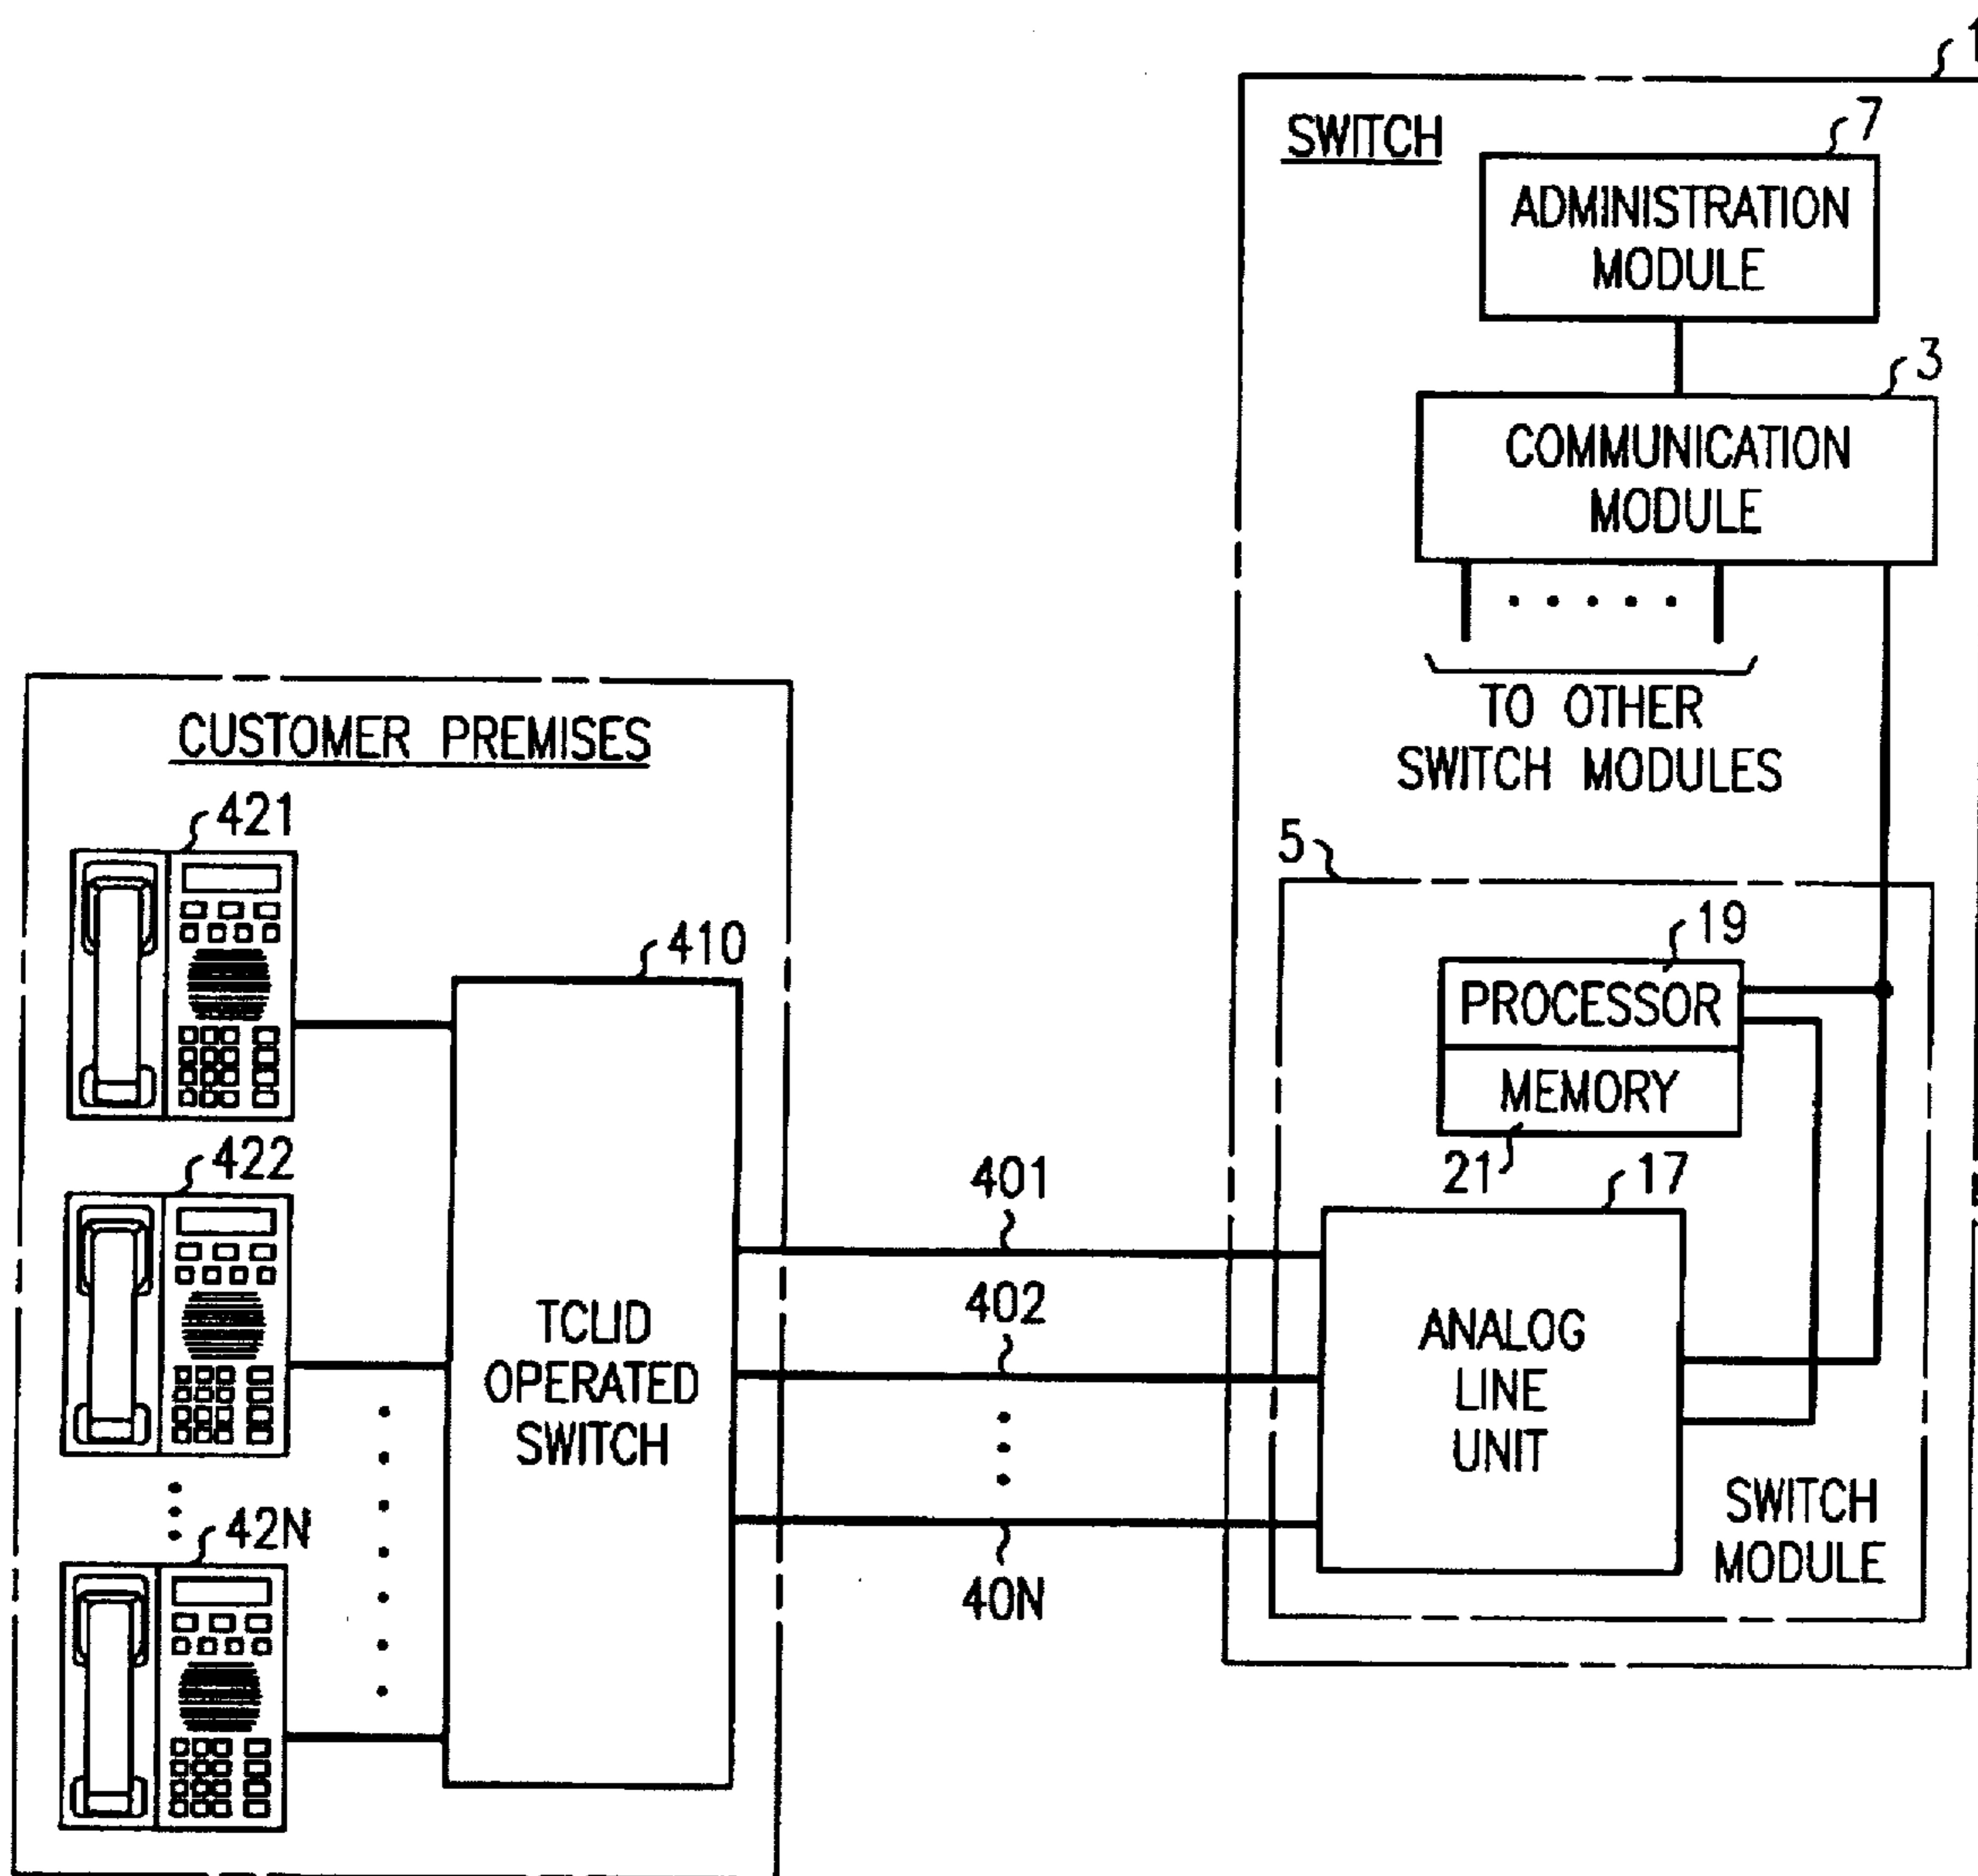 1
SWITCH
7
ADMINISTRATION
MODULE
3
COMMUNICATION
MODULE
TO OTHER
SWITCH MODULES
CUSTOMER PREMISES
421
422
42N
410
TCLID
OPERATED
SWITCH
401
402
40N
5
19
PROCESSOR
MEMORY
21
17
ANALOG
LINE
UNIT
SWITCH
MODULE